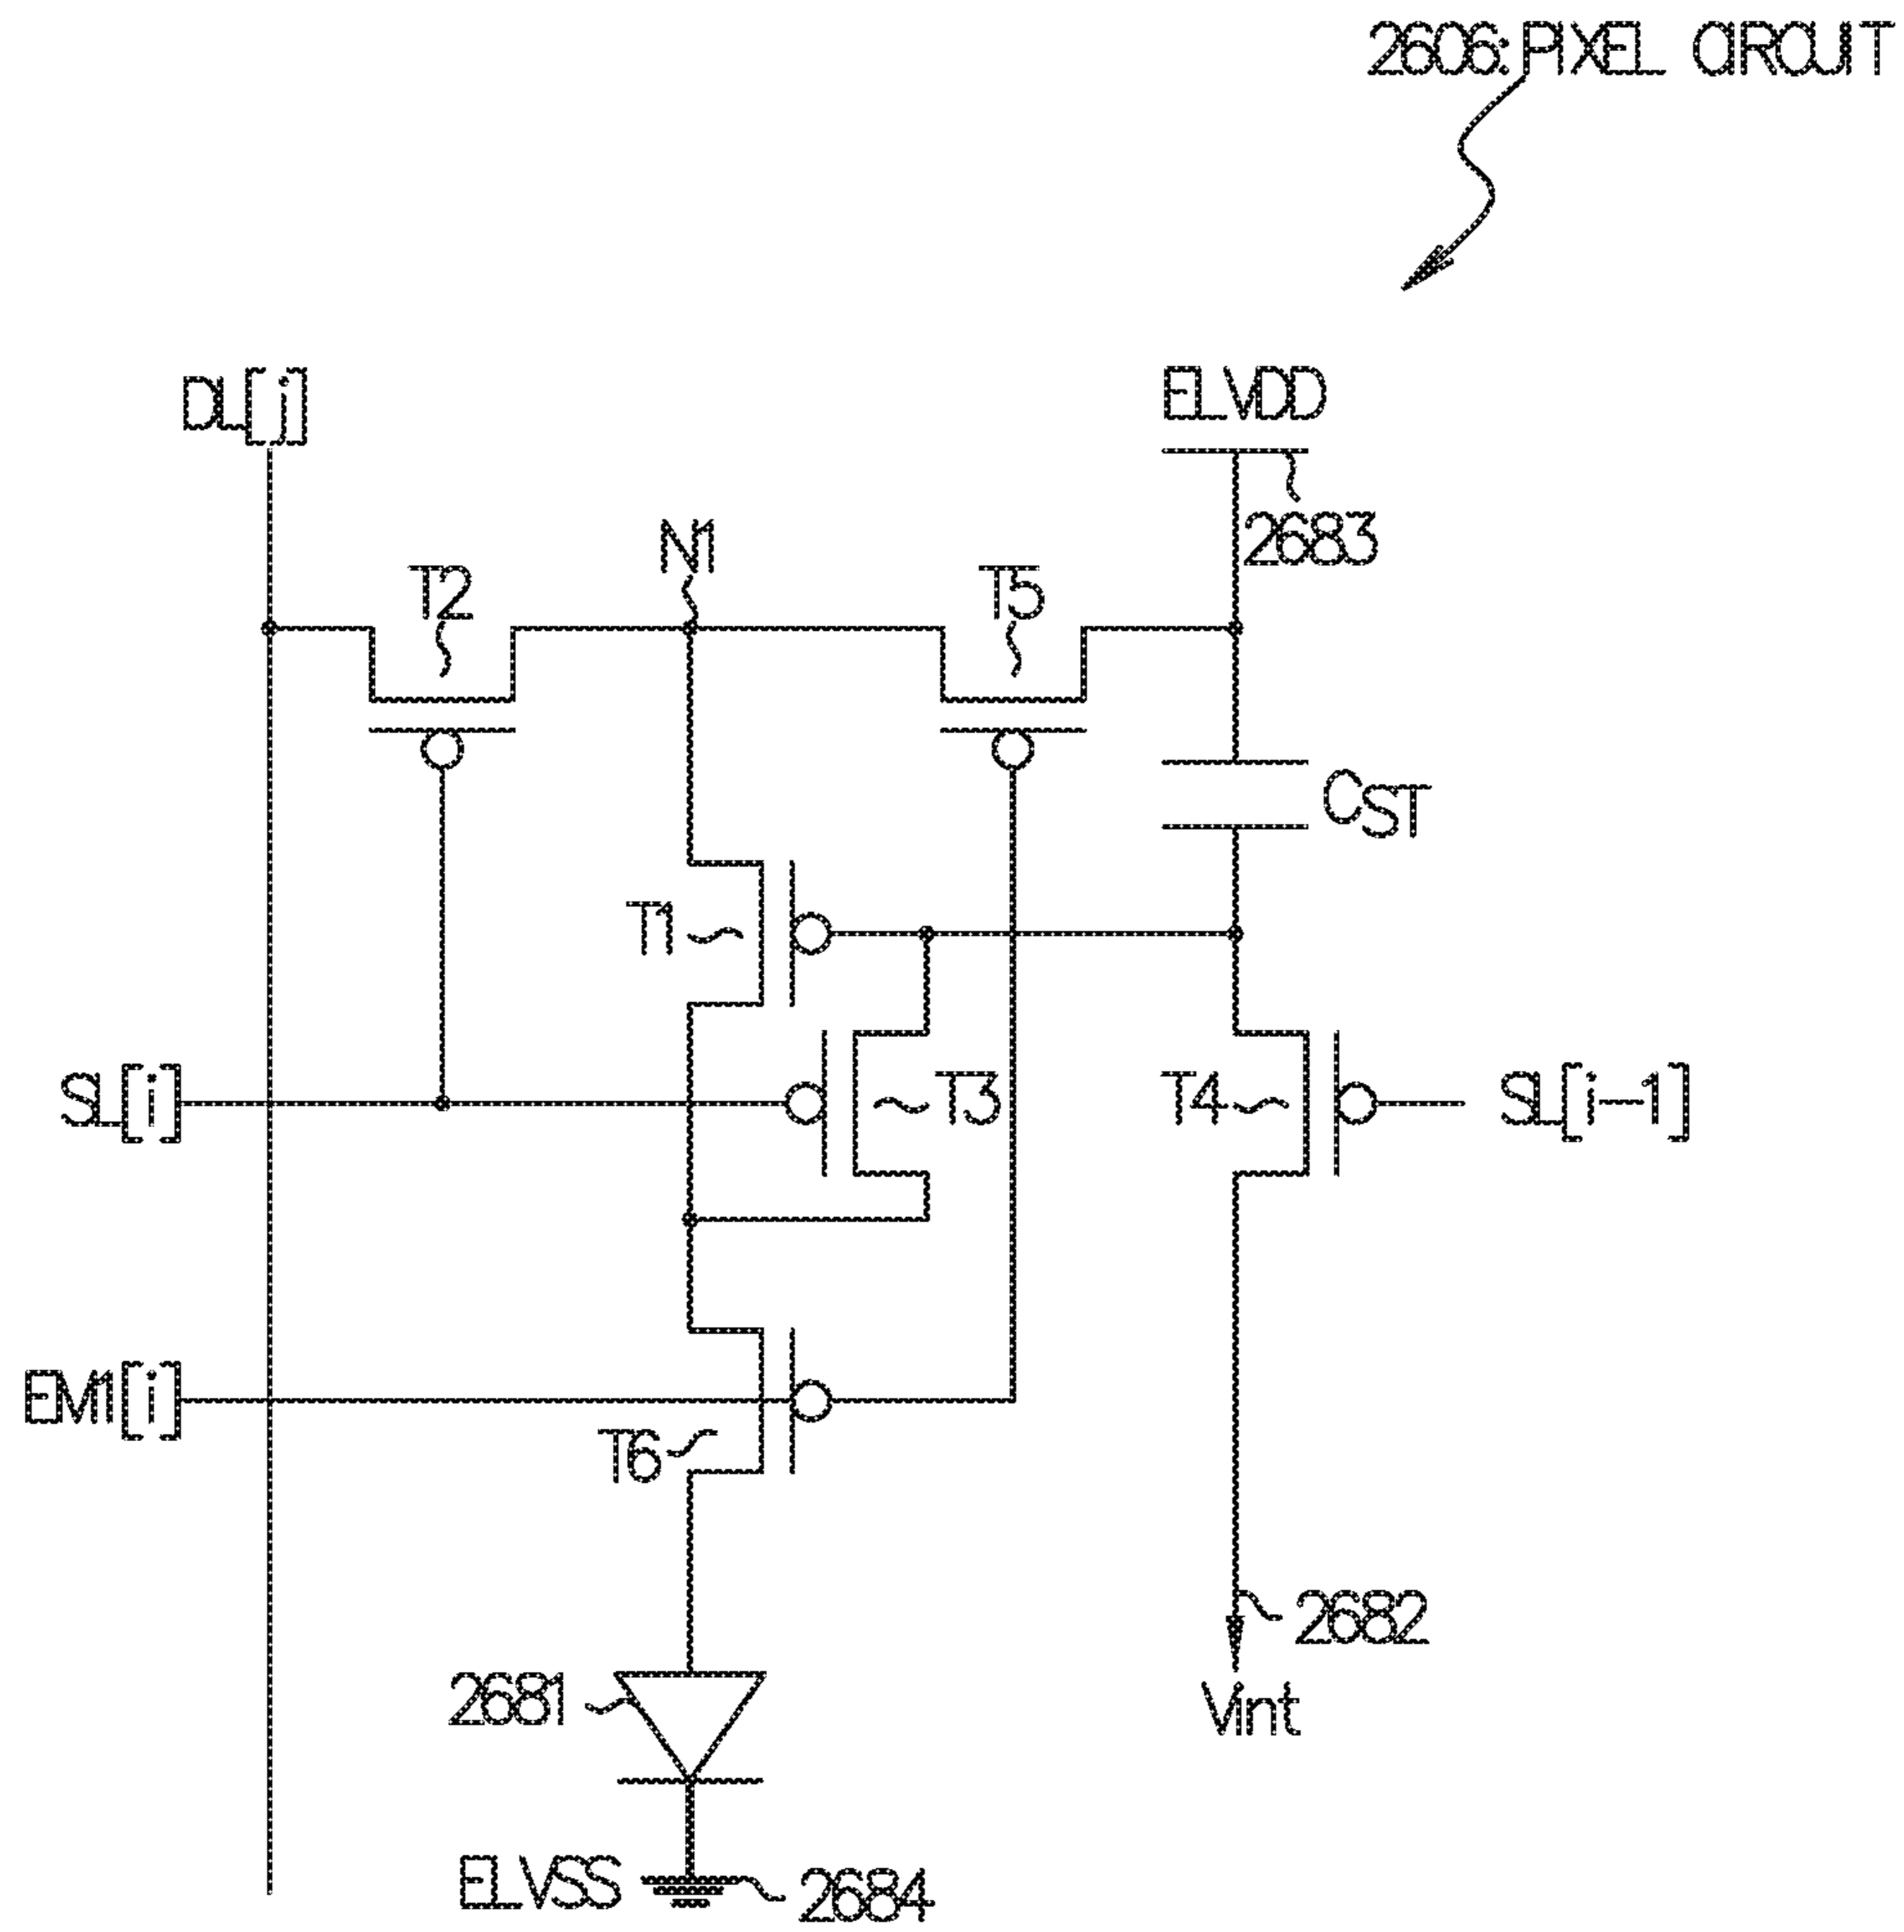 2606: PIXEL CIRCUIT
DL[j]
ELVDD
2683
N1
T2
T5
CST
T1
SL[i]
T3
T4
SL[i-1]
EM1[i]
T6
2682
2681
Vint
ELVSS
2684